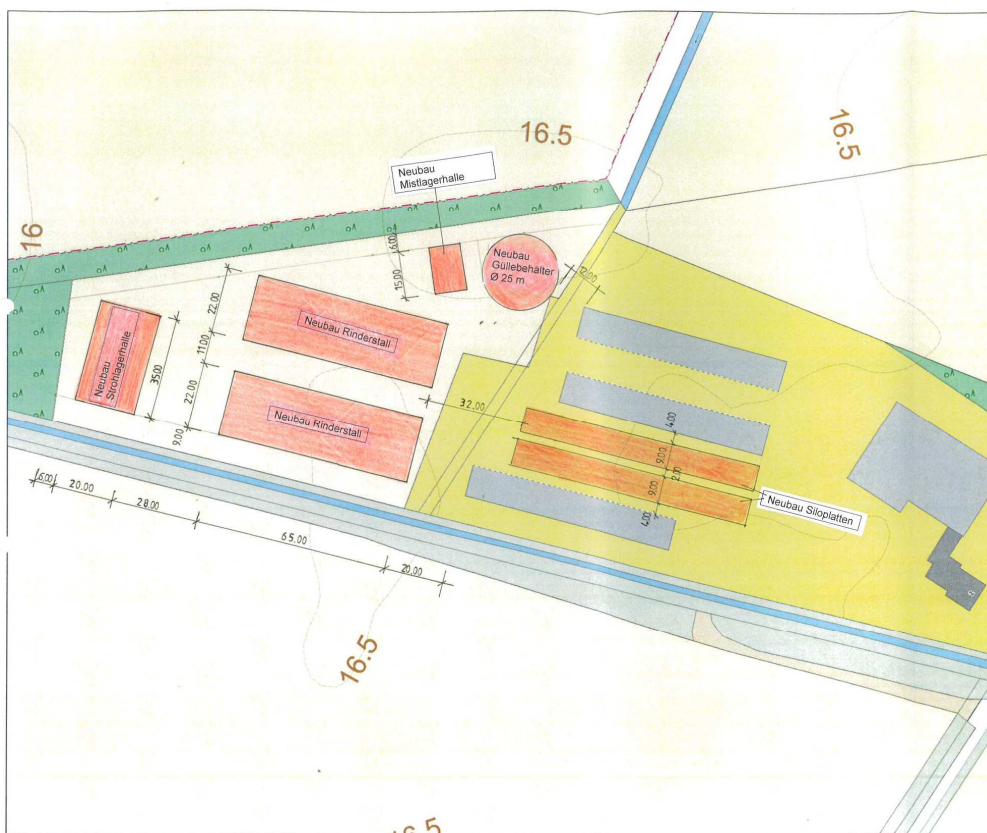 16.5
16.5
Neubau
Mistlagerhalle
16
6.00
15.00
Neubau
Güllebehälter
Ø 25 m
12.00
22.00
11.00
22.00
9.00
Neubau
Strohlagerhalle
35.00
Neubau Rinderstall
Neubau Rinderstall
32.00
4.00
9.00
2.00
9.00
4.00
Neubau Siloplatten
20.00
28.00
65.00
20.00
16.5
16.5